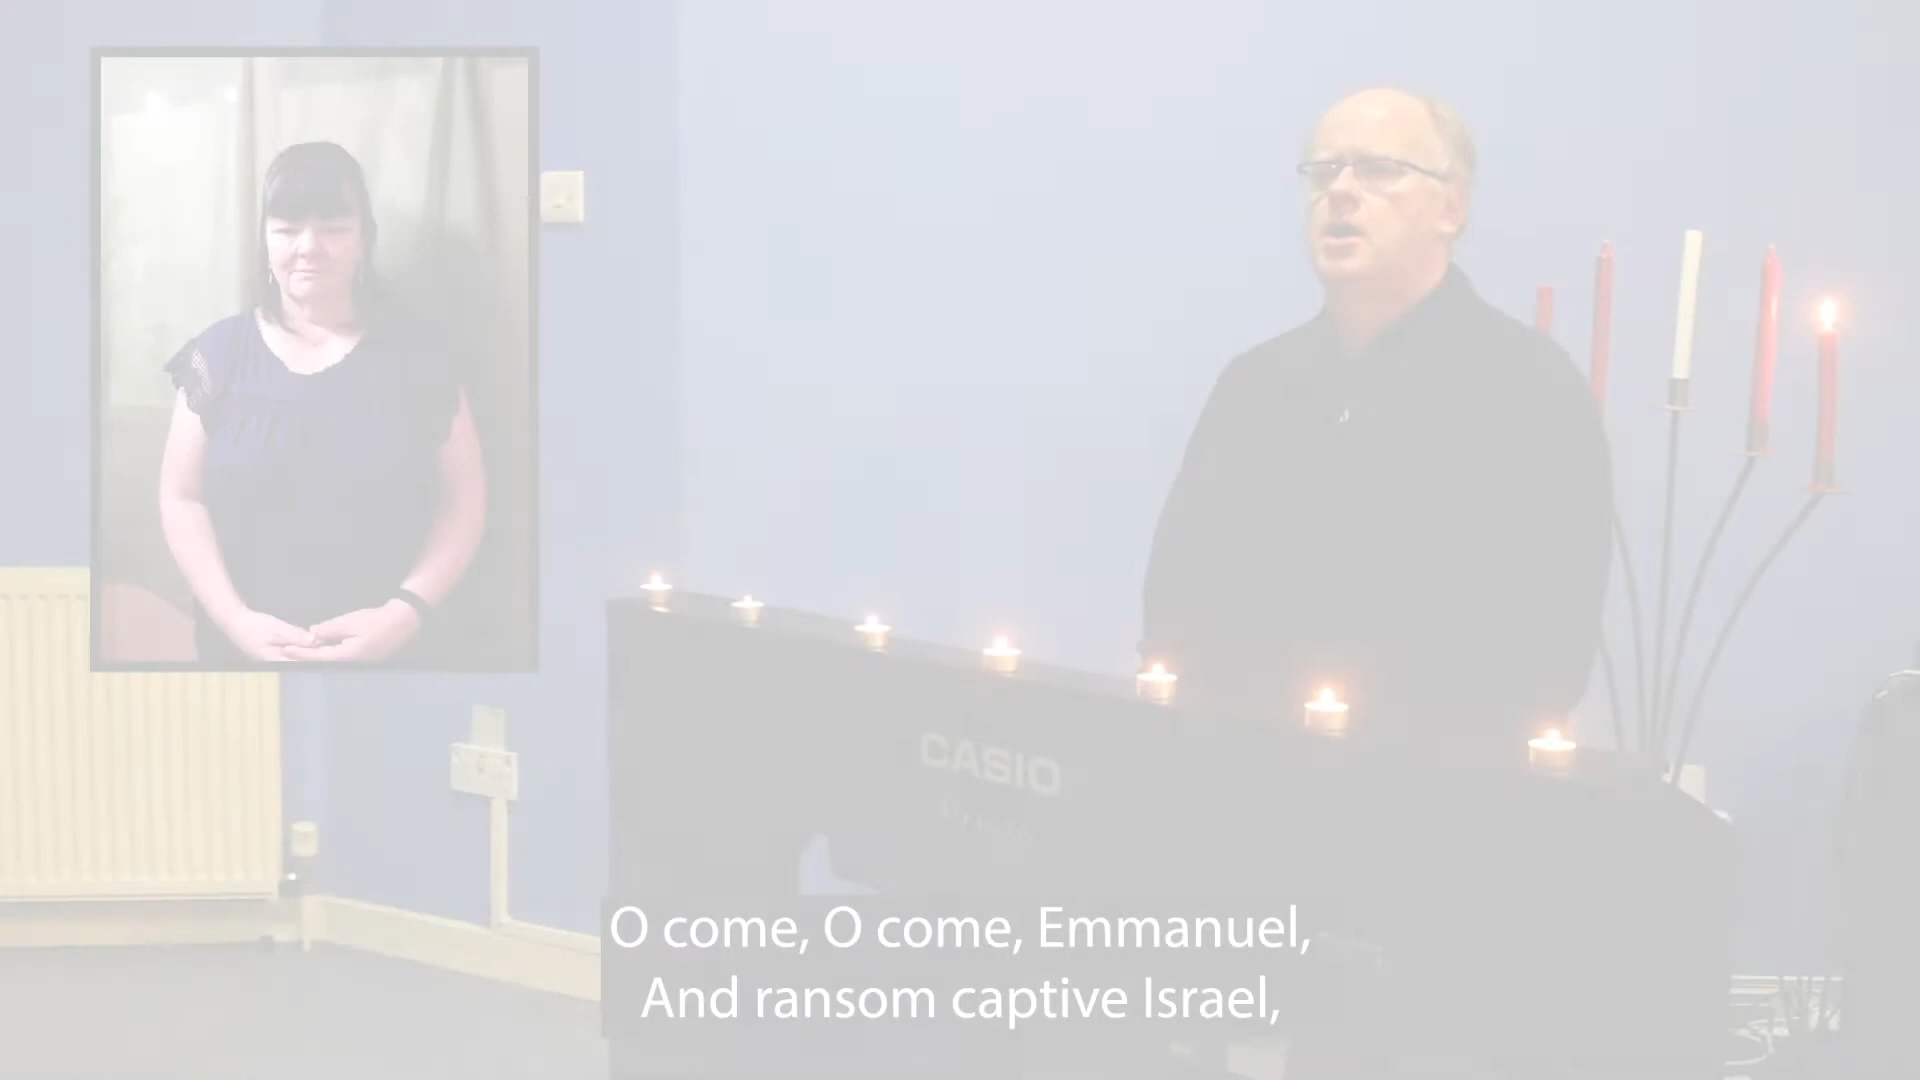 CASIO
O come, O come, Emmanuel,
And ransom captive Israel,